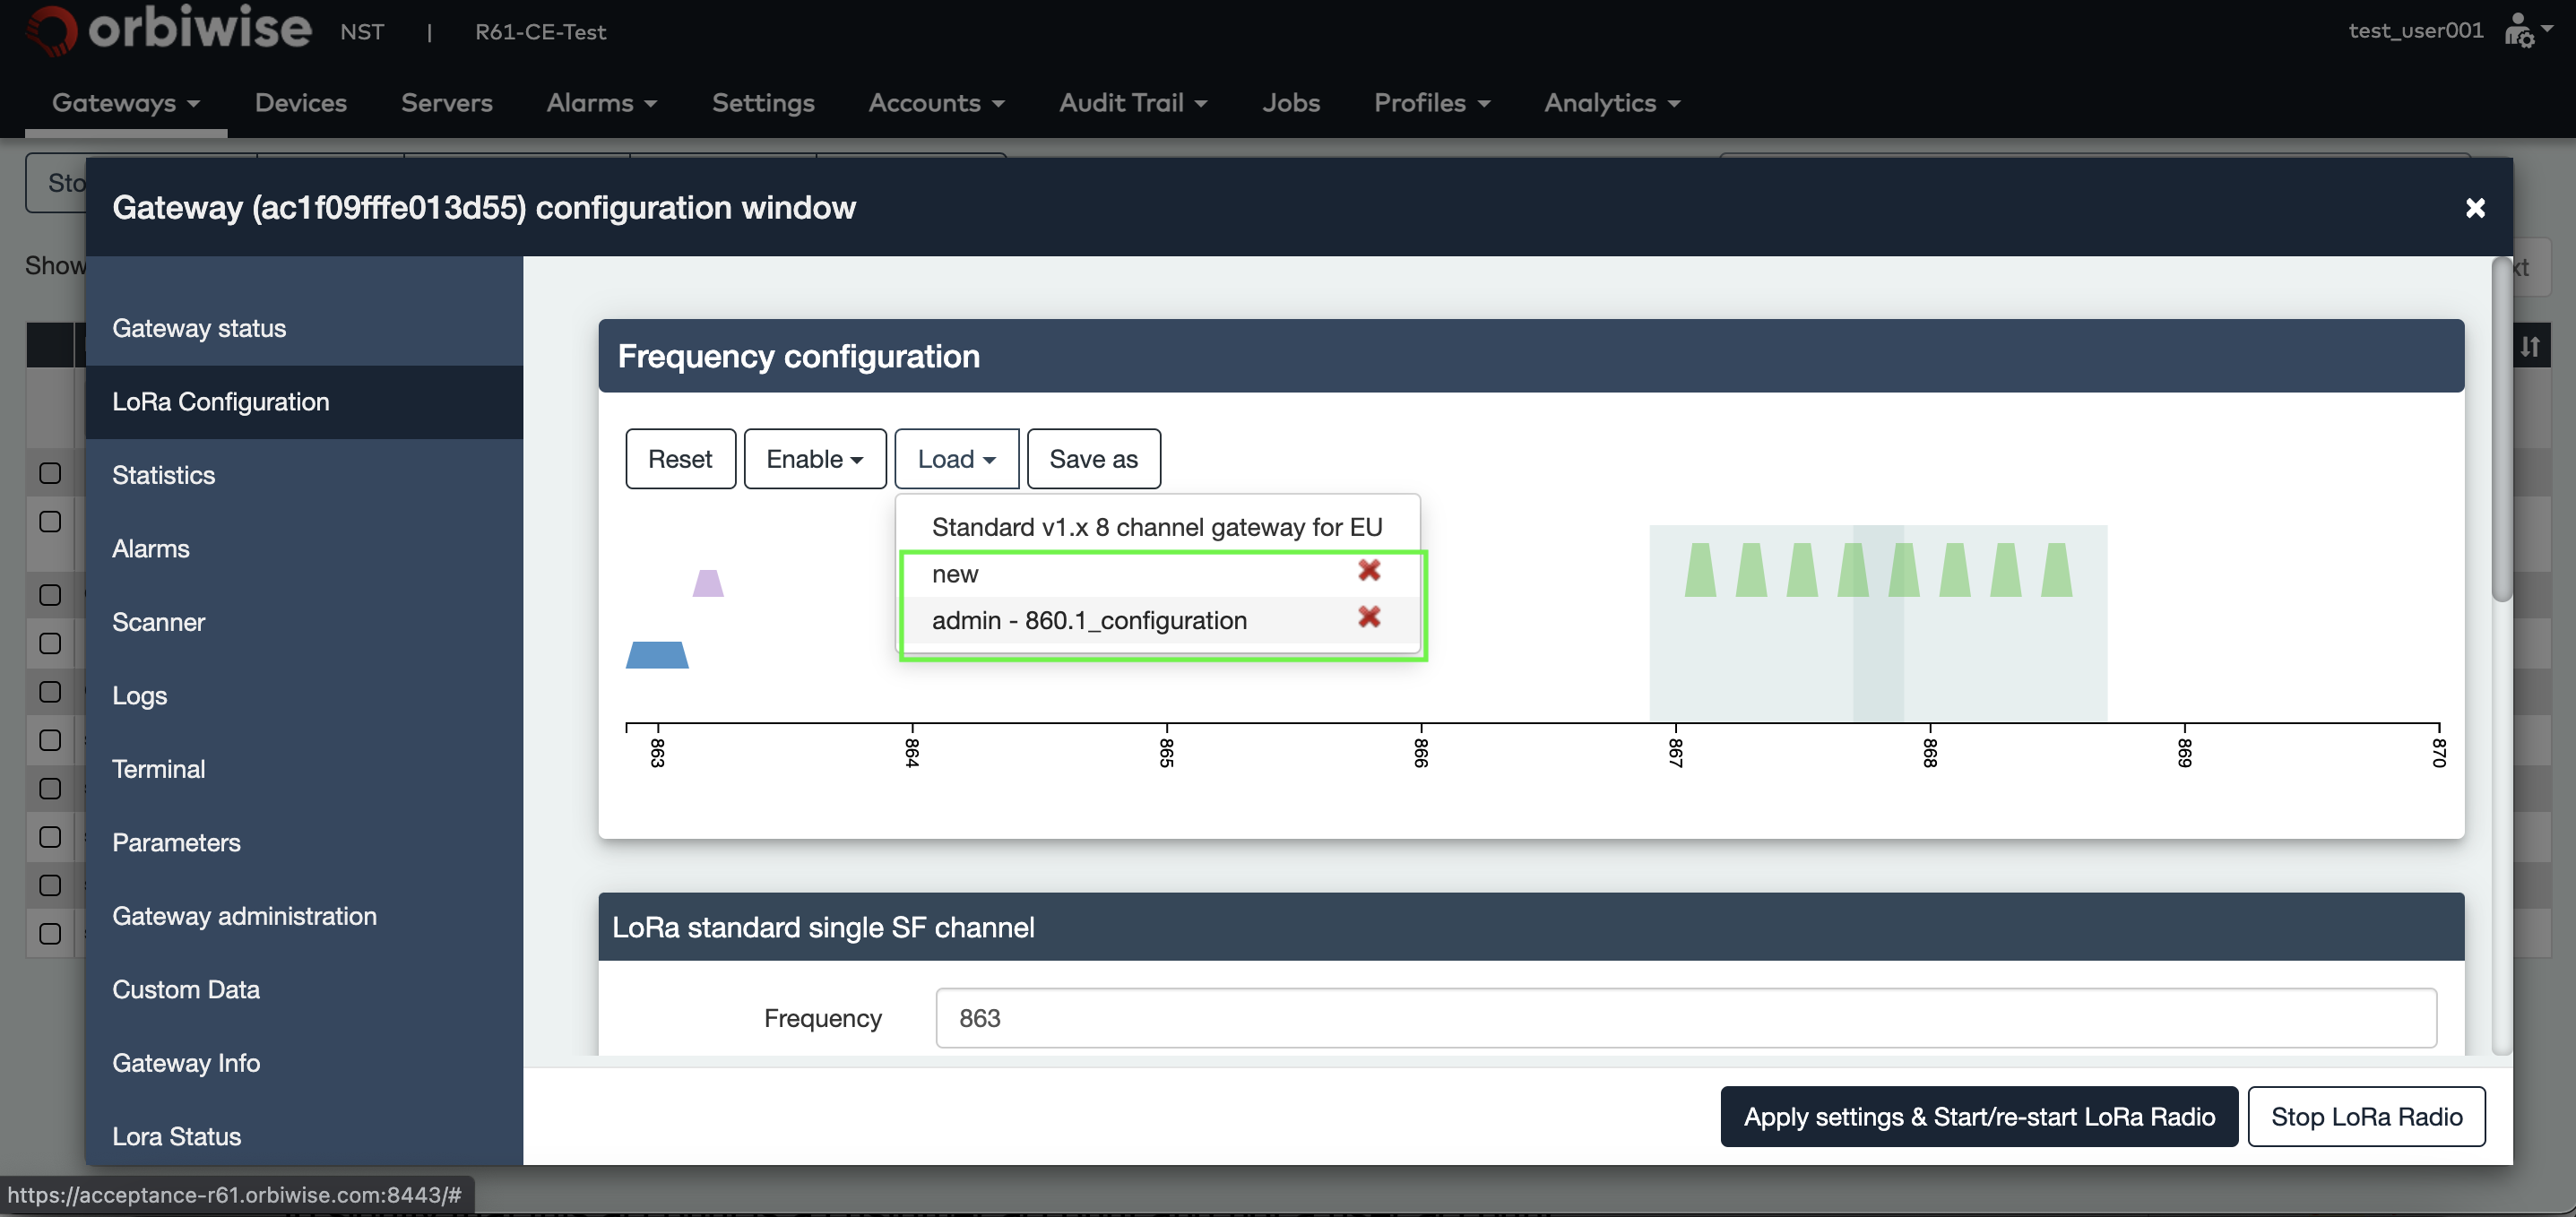 orbiwise NST | R61-CE-Test test_user001
Gateways Devices Servers Alarms Settings Accounts Audit Trail Jobs Profiles Analytics
Gateway (ac1f09fffe013d55) configuration window
Show
Gateway status
LoRa Configuration
Statistics
Alarms
Scanner
Logs
Terminal
Parameters
Gateway administration
Custom Data
Gateway Info
Lora Status
Frequency configuration
Reset Enable Load Save as
Standard v1.x 8 channel gateway for EU
new
admin - 860.1_configuration
863 864 865 866 867 868 869 870
LoRa standard single SF channel
Frequency 863
Apply settings & Start/re-start LoRa Radio Stop LoRa Radio
https://acceptance-r61.orbiwise.com:8443/#